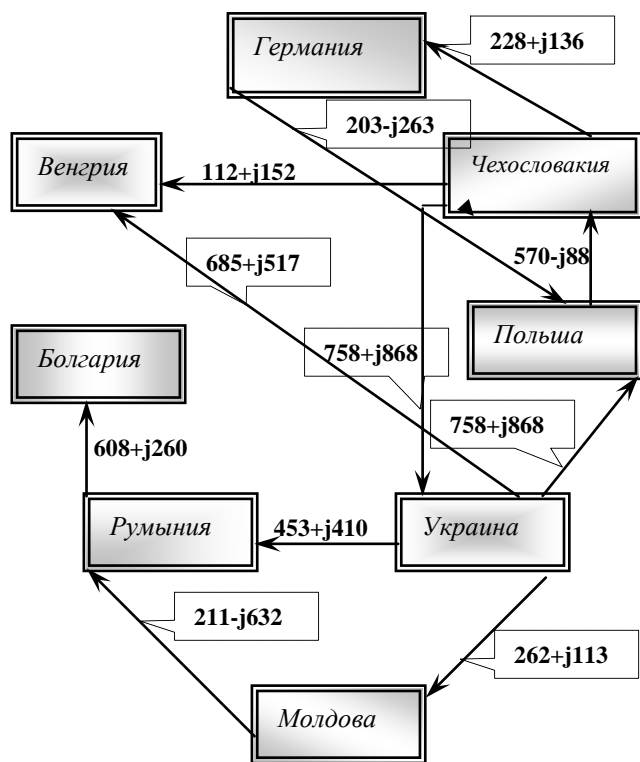 Германия
228+j136
203-j263
Венгрия
Чехословакия
112+j152
685+j517
570-j88
Болгария
758+j868
Польша
758+j868
608+j260
Румыния
453+j410
Украина
211-j632
262+j113
Молдова